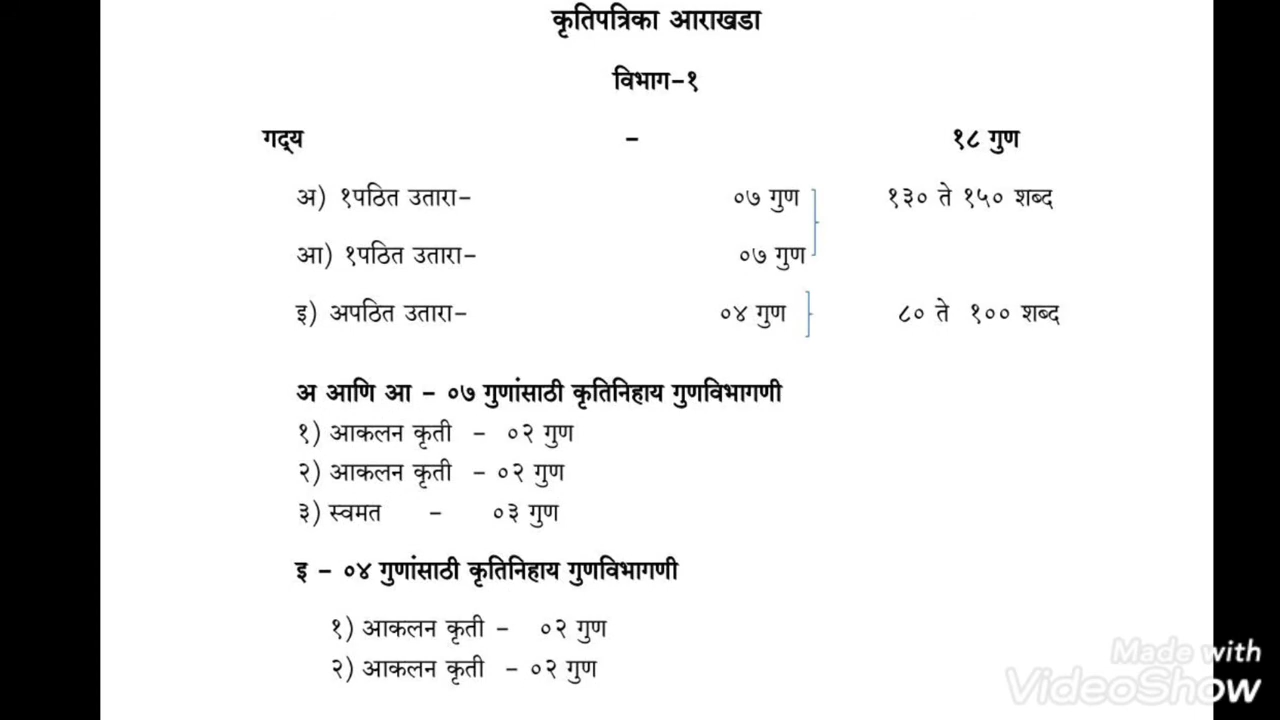 कृतिपत्रिका आराखडा
विभाग-१
गद्य - १८ गुण
अ) १पठित उतारा- ०७ गुण १३० ते १५० शब्द
आ) १पठित उतारा- ०७ गुण
इ) अपठित उतारा- ०४ गुण ८० ते १०० शब्द
अ आणि आ - ०७ गुणांसाठी कृतिनिहाय गुणविभागणी
१) आकलन कृती - ०२ गुण
२) आकलन कृती - ०२ गुण
३) स्वमत - ०३ गुण
इ - ०४ गुणांसाठी कृतिनिहाय गुणविभागणी
१) आकलन कृती - ०२ गुण
२) आकलन कृती - ०२ गुण
Made with
VideoShow